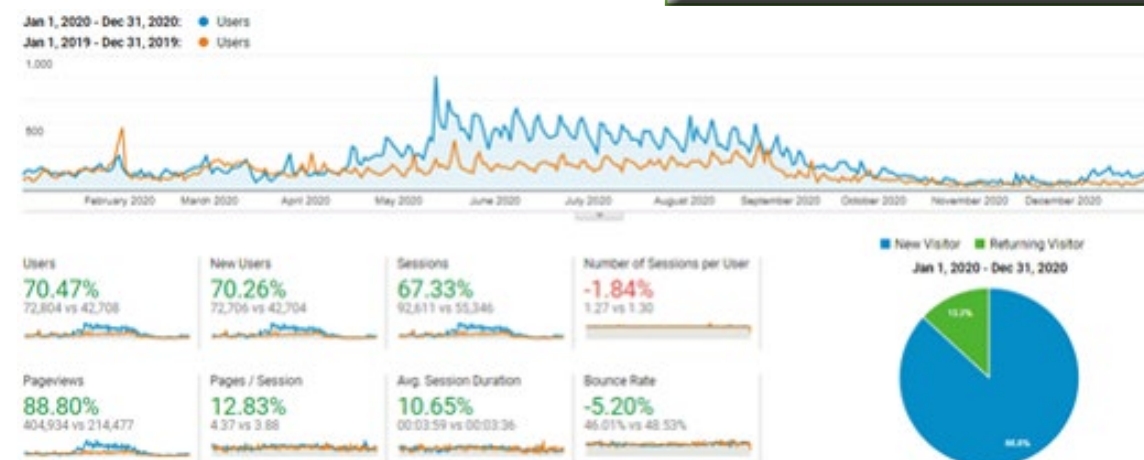 Jan 1, 2020 - Dec 31, 2020: Users
Jan 1, 2019 - Dec 31, 2019: Users
1,000
500
February 2020 March 2020 April 2020 May 2020 June 2020 July 2020 August 2020 September 2020 October 2020 November 2020 December 2020
New Visitor Returning Visitor
Jan 1, 2020 - Dec 31, 2020
Users New Users Sessions Number of Sessions per User
70.47% 70.26% 67.33% -1.84%
72,804 vs 42,708 72,706 vs 42,704 92,611 vs 55,346 1.27 vs 1.30
Pageviews Pages / Session Avg. Session Duration Bounce Rate
88.80% 12.83% 10.65% -5.20%
404,934 vs 214,477 4.37 vs 3.88 00:03:59 vs 00:03:36 46.01% vs 48.53%